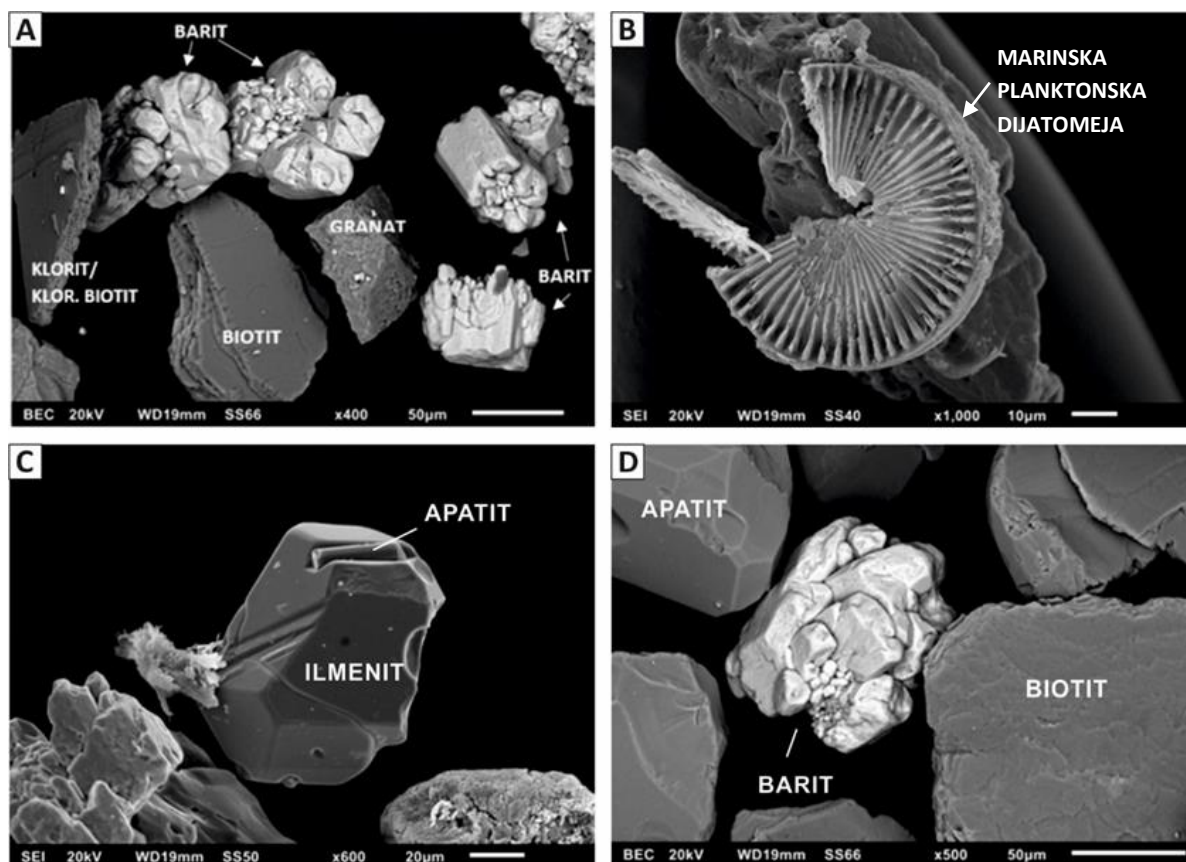 A
BARIT
GRANAT
KLORIT/
KLOR. BIOTIT
BIOTIT
BARIT
BEC 20kV WD19mm SS66 x400 50µm
B
MARINSKA
PLANKTONSKA
DIJATOMEJA
SEI 20kV WD19mm SS40 x1,000 10µm
C
APATIT
ILMENIT
SEI 20kV WD19mm SS50 x600 20µm
D
APATIT
BIOTIT
BARIT
BEC 20kV WD19mm SS66 x500 50µm